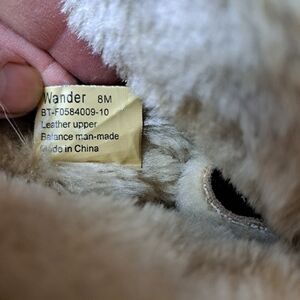 Wander 8M
BT-F0584009-10
Leather upper
Balance man-made
Made in China